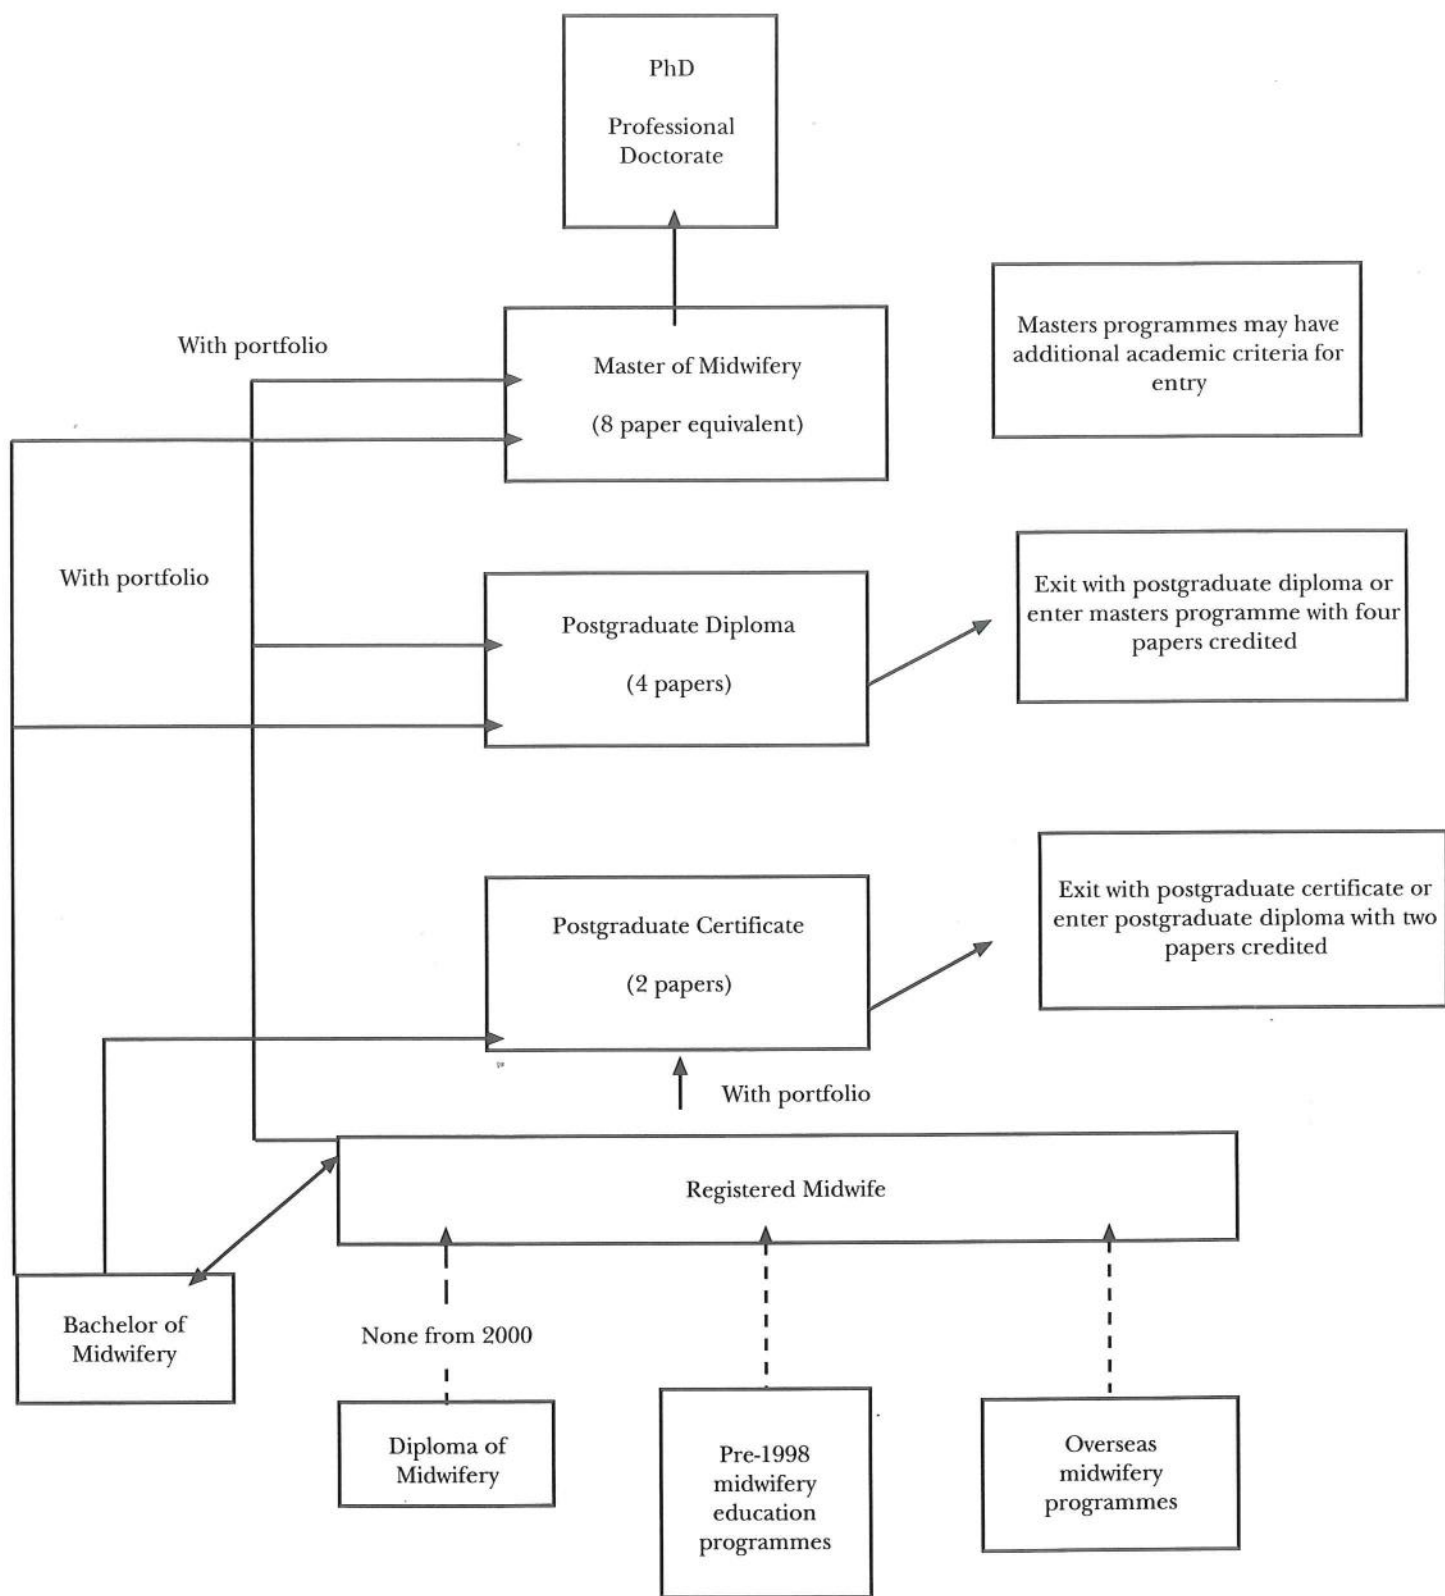 PhD
Professional
Doctorate
Masters programmes may have
additional academic criteria for
entry
With portfolio
Master of Midwifery
(8 paper equivalent)
With portfolio
Exit with postgraduate diploma or
enter masters programme with four
papers credited
Postgraduate Diploma
(4 papers)
Exit with postgraduate certificate or
enter postgraduate diploma with two
papers credited
Postgraduate Certificate
(2 papers)
With portfolio
Registered Midwife
Bachelor of
Midwifery
None from 2000
Diploma of
Midwifery
Pre-1998
midwifery
education
programmes
Overseas
midwifery
programmes